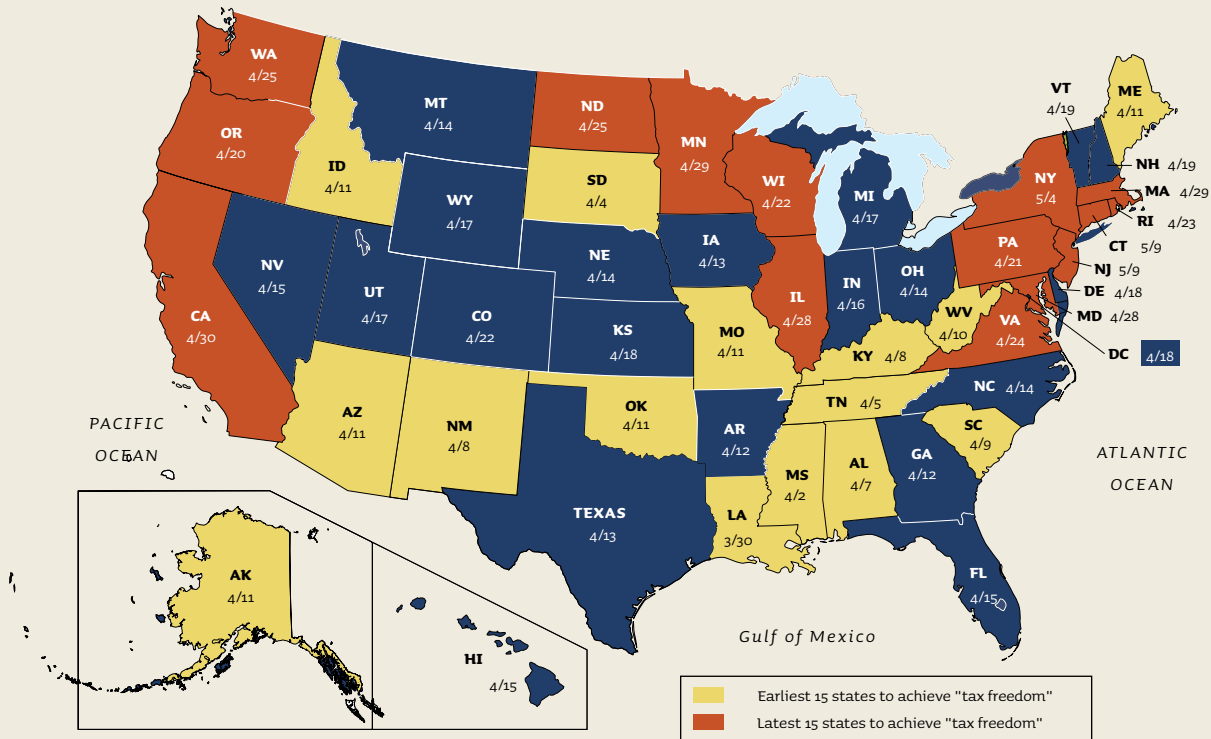 WA
4/25
OR
4/20
CA
4/30
ID
4/11
NV
4/15
MT
4/14
WY
4/17
UT
4/17
AZ
4/11
CO
4/22
NM
4/8
ND
4/25
SD
4/4
NE
4/14
KS
4/18
OK
4/11
TEXAS
4/13
MN
4/29
IA
4/13
MO
4/11
AR
4/12
LA
3/30
WI
4/22
IL
4/28
MI
4/17
IN
4/16
OH
4/14
KY 4/8
TN 4/5
MS
4/2
AL
4/7
GA
4/12
FL
4/15
SC
4/9
NC 4/14
VA
4/24
WV
4/10
PA
4/21
NY
5/4
VT
4/19
ME
4/11
NH 4/19
MA 4/29
RI 4/23
CT 5/9
NJ 5/9
DE 4/18
MD 4/28
DC 4/18
AK
4/11
HI
4/15
PACIFIC
OCEAN
ATLANTIC
OCEAN
Gulf of Mexico
Earliest 15 states to achieve "tax freedom"
Latest 15 states to achieve "tax freedom"